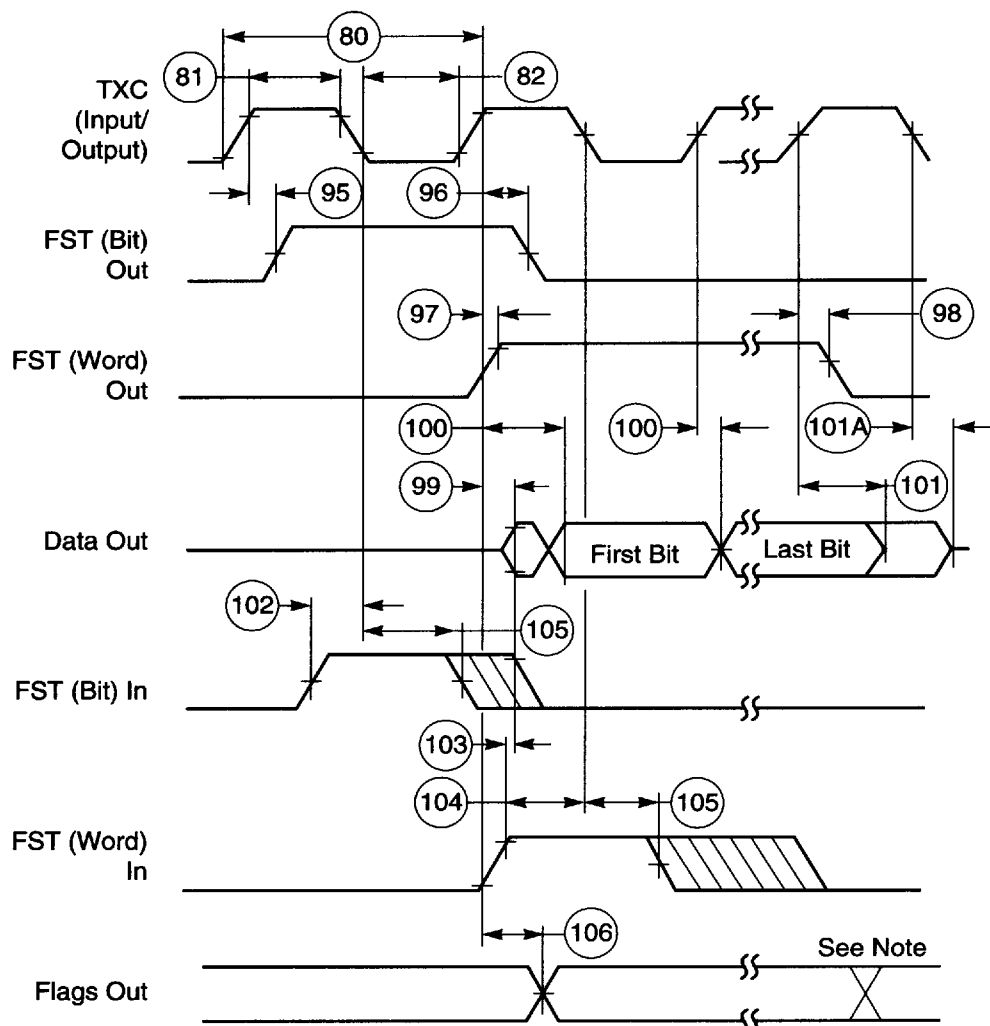 80
81
82
TXC
(Input/
Output)
95
96
FST (Bit)
Out
97
98
FST (Word)
Out
100
100
101A
99
101
Data Out
First Bit
Last Bit
102
105
FST (Bit) In
103
104
105
FST (Word)
In
106
See Note
Flags Out